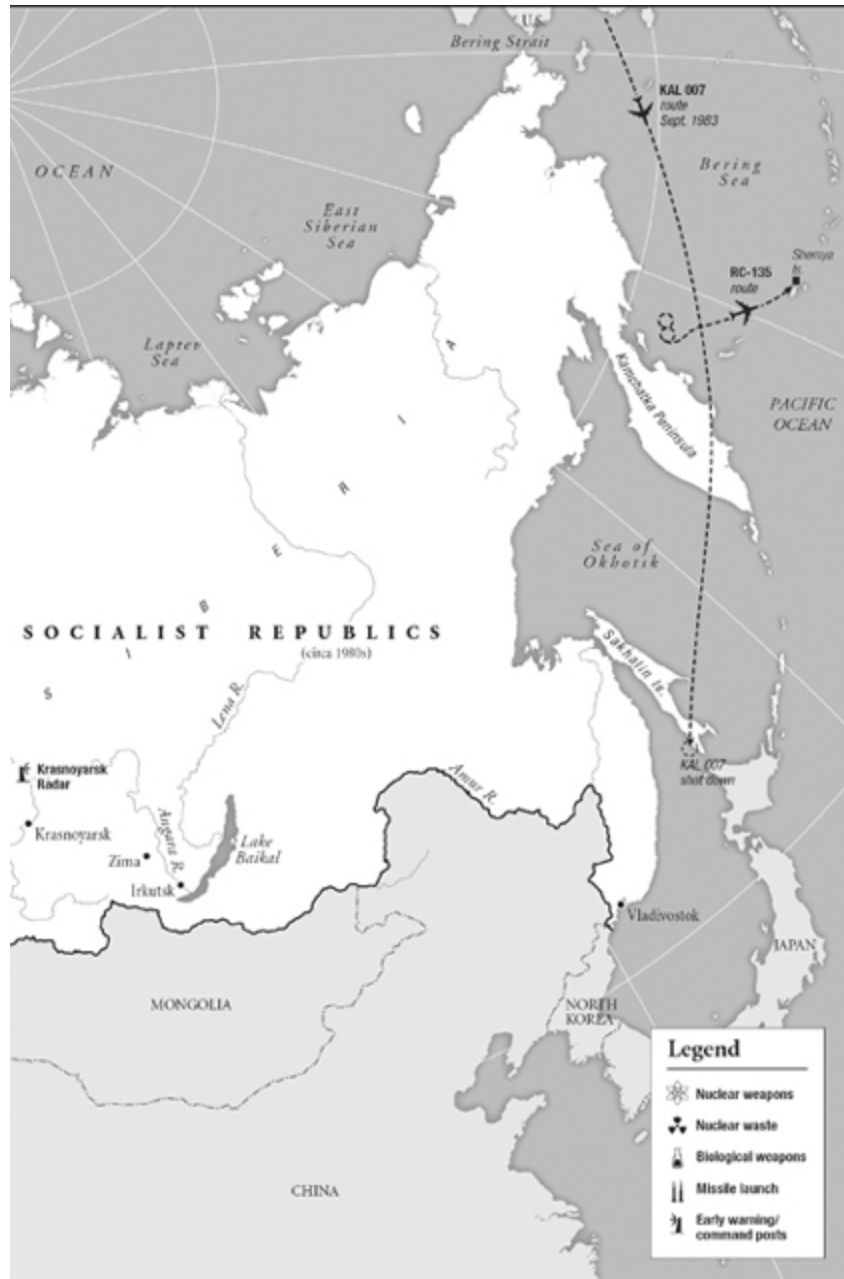 U.S.
Bering Strait
KAL 007
route
Sept. 1983
OCEAN
Bering
Sea
East
Siberian
Sea
Shemya
Is.
RC-135
route
Laptev
Sea
Kamchatka Peninsula
PACIFIC
OCEAN
Sea of
Okhotsk
SOCIALIST REPUBLICS
(circa 1980s)
SIBERIA
Sakhalin Is.
Lena R.
KAL 007
shot down
Krasnoyarsk
Radar
Amur R.
Krasnoyarsk
Angara R.
Lake
Baikal
Zima
Irkutsk
Vladivostok
JAPAN
MONGOLIA
NORTH
KOREA
Legend
Nuclear weapons
Nuclear waste
Biological weapons
Missile launch
Early warning/
command posts
CHINA